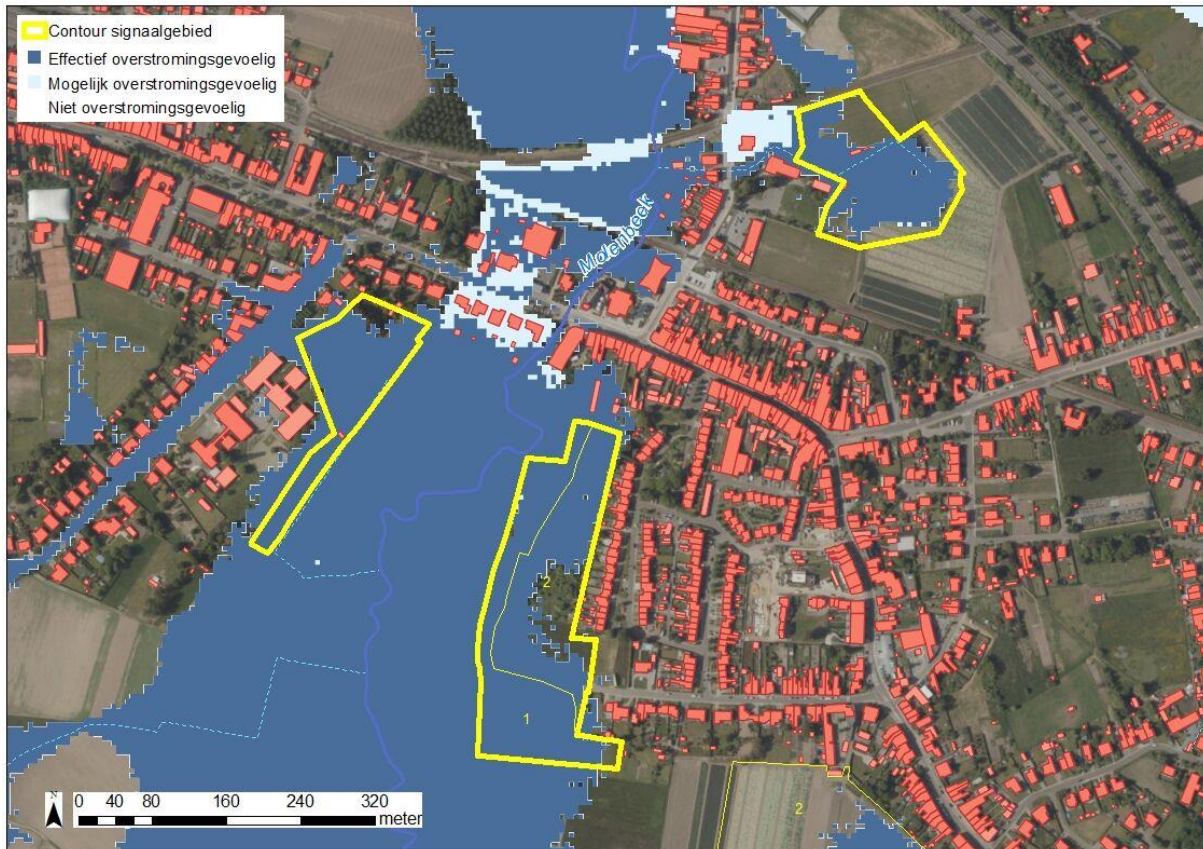 Contour signaalgebied
Effectief overstromingsgevoelig
Mogelijk overstromingsgevoelig
Niet overstromingsgevoelig
Molenbeek
2
1
2
N
0 40 80 160 240 320
meter